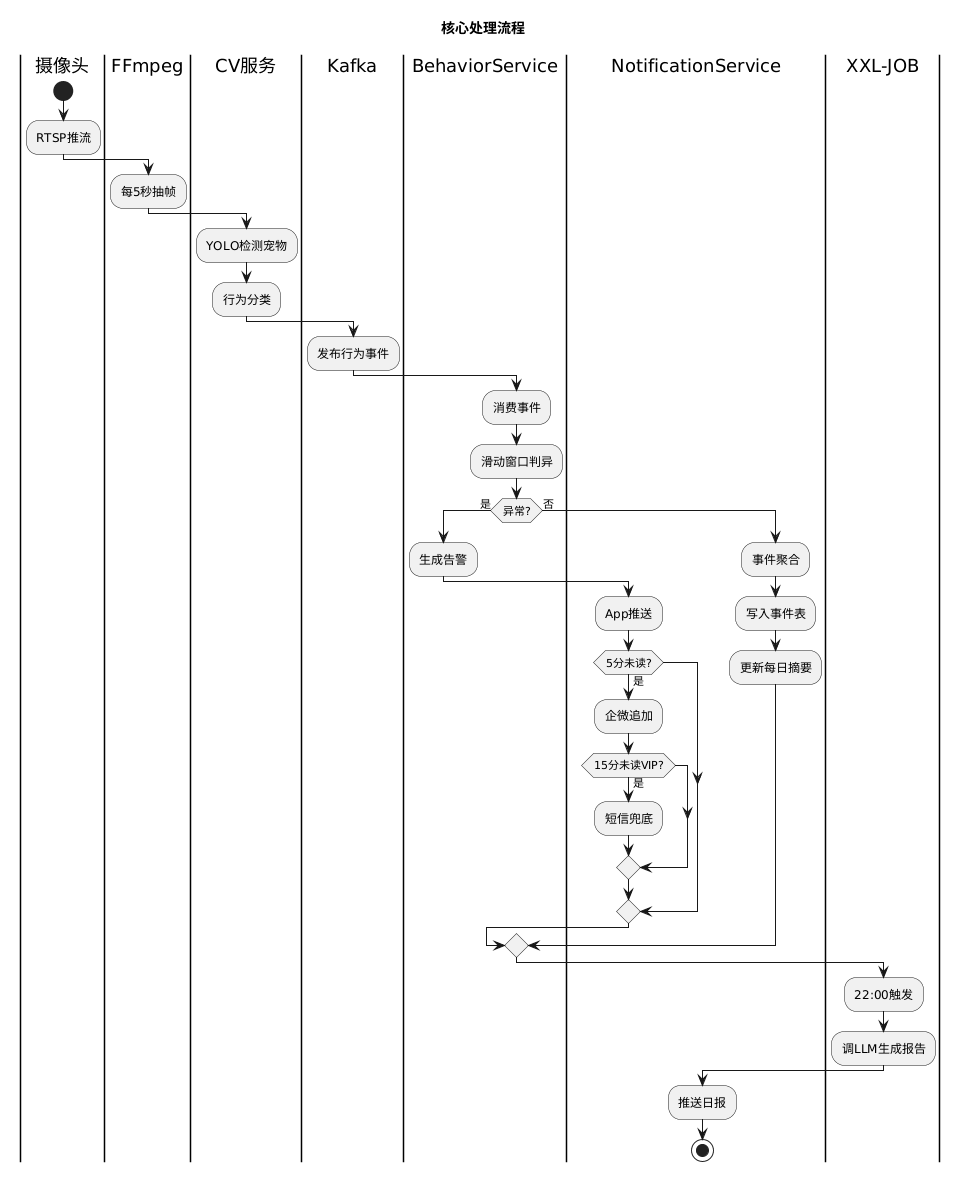 核心处理流程
摄像头
FFmpeg
CV服务
Kafka
BehaviorService
NotificationService
XXL-JOB
RTSP推流
每5秒抽帧
YOLO检测宠物
行为分类
发布行为事件
消费事件
滑动窗口判异
是
异常?
否
生成告警
事件聚合
App推送
写入事件表
5分未读?
更新每日摘要
是
企微追加
15分未读VIP?
是
短信兜底
22:00触发
调LLM生成报告
推送日报